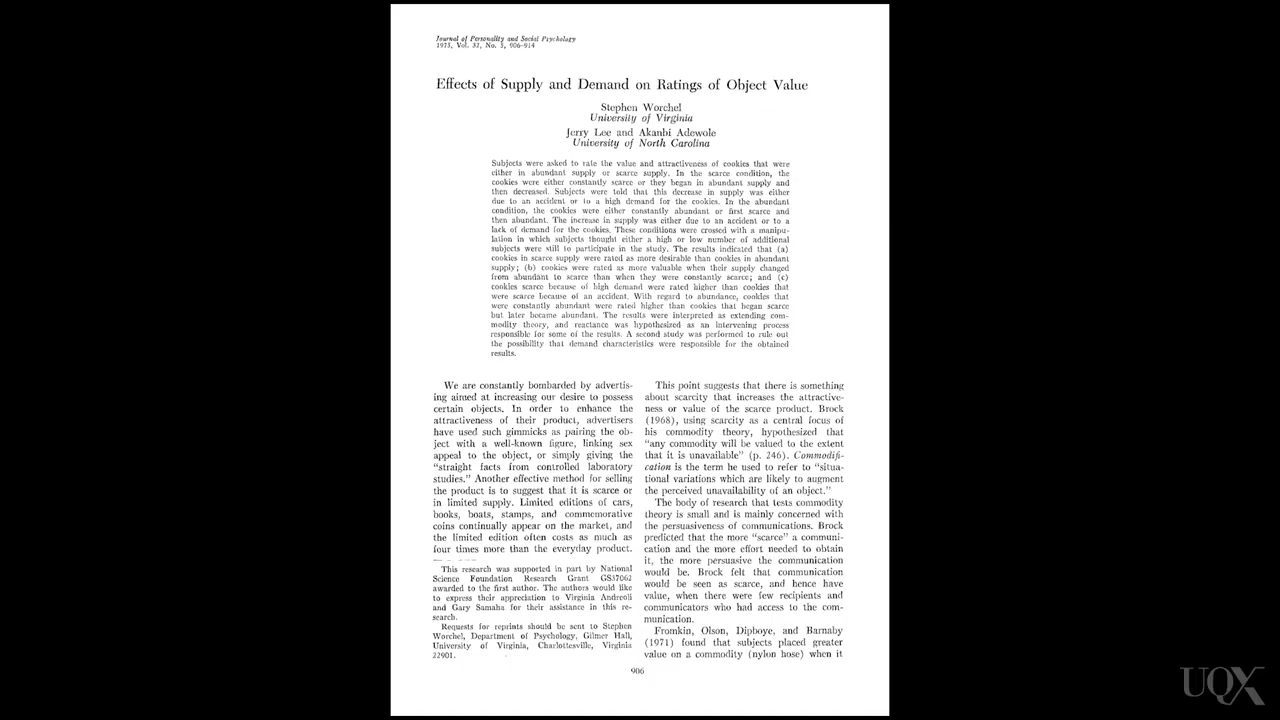 Journal of Personality and Social Psychology
1975, Vol. 32, No. 5, 906-914
Effects of Supply and Demand on Ratings of Object Value
Stephen Worchel
University of Virginia
Jerry Lee and Akanbi Adewole
University of North Carolina
Subjects were asked to rate the value and attractiveness of cookies that were
either in abundant supply or scarce supply. In the scarce condition, the
cookies were either constantly scarce or they began in abundant supply and
then decreased. Subjects were told that this decrease in supply was either
due to an accident or to a high demand for the cookies. In the abundant
condition, the cookies were either constantly abundant or first scarce and
then abundant. The increase in supply was either due to an accident or to a
lack of demand for the cookies. These conditions were crossed with a manipu-
lation in which subjects thought either a high or low number of additional
subjects were still to participate in the study. The results indicated that (a)
cookies in scarce supply were rated as more desirable than cookies in abundant
supply; (b) cookies were rated as more valuable when their supply changed
from abundant to scarce than when they were constantly scarce; and (c)
cookies scarce because of high demand were rated higher than cookies that
were scarce because of an accident. With regard to abundance, cookies that
were constantly abundant were rated higher than cookies that began scarce
but later became abundant. The results were interpreted as extending com-
modity theory, and reactance was hypothesized as an intervening process
responsible for some of the results. A second study was performed to rule out
the possibility that demand characteristics were responsible for the obtained
results.
We are constantly bombarded by advertis-
ing aimed at increasing our desire to possess
certain objects. In order to enhance the
attractiveness of their product, advertisers
have used such gimmicks as pairing the ob-
ject with a well-known figure, linking sex
appeal to the object, or simply giving the
"straight facts from controlled laboratory
studies." Another effective method for selling
the product is to suggest that it is scarce or
in limited supply. Limited editions of cars,
books, boats, stamps, and commemorative
coins continually appear on the market, and
the limited edition often costs as much as
four times more than the everyday product.
This research was supported in part by National
Science Foundation Research Grant GS37062
awarded to the first author. The authors would like
to express their appreciation to Virginia Andreoli
and Gary Samaha for their assistance in this re-
search.
Requests for reprints should be sent to Stephen
Worchel, Department of Psychology, Gilmer Hall,
University of Virginia, Charlottesville, Virginia
22901.
This point suggests that there is something
about scarcity that increases the attractive-
ness or value of the scarce product. Brock
(1968), using scarcity as a central focus of
his commodity theory, hypothesized that
"any commodity will be valued to the extent
that it is unavailable" (p. 246). Commodifi-
cation is the term he used to refer to "situa-
tional variations which are likely to augment
the perceived unavailability of an object."
The body of research that tests commodity
theory is small and is mainly concerned with
the persuasiveness of communications. Brock
predicted that the more "scarce" a communi-
cation and the more effort needed to obtain
it, the more persuasive the communication
would be. Brock felt that communication
would be seen as scarce, and hence have
value, when there were few recipients and
communicators who had access to the com-
munication.
Fromkin, Olson, Dipboye, and Barnaby
(1971) found that subjects placed greater
value on a commodity (nylon hose) when it
906
UQX